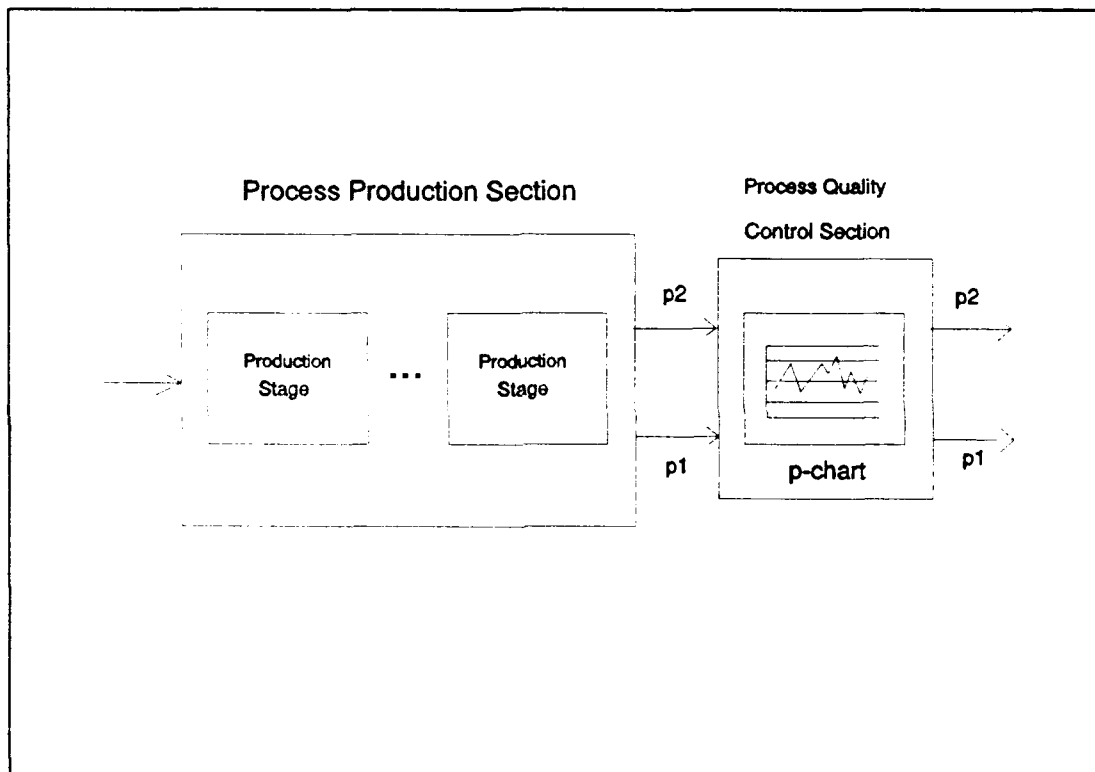 Process Production Section
Process Quality
Control Section
p2
p2
Production
Stage
...
Production
Stage
p1
p1
p-chart